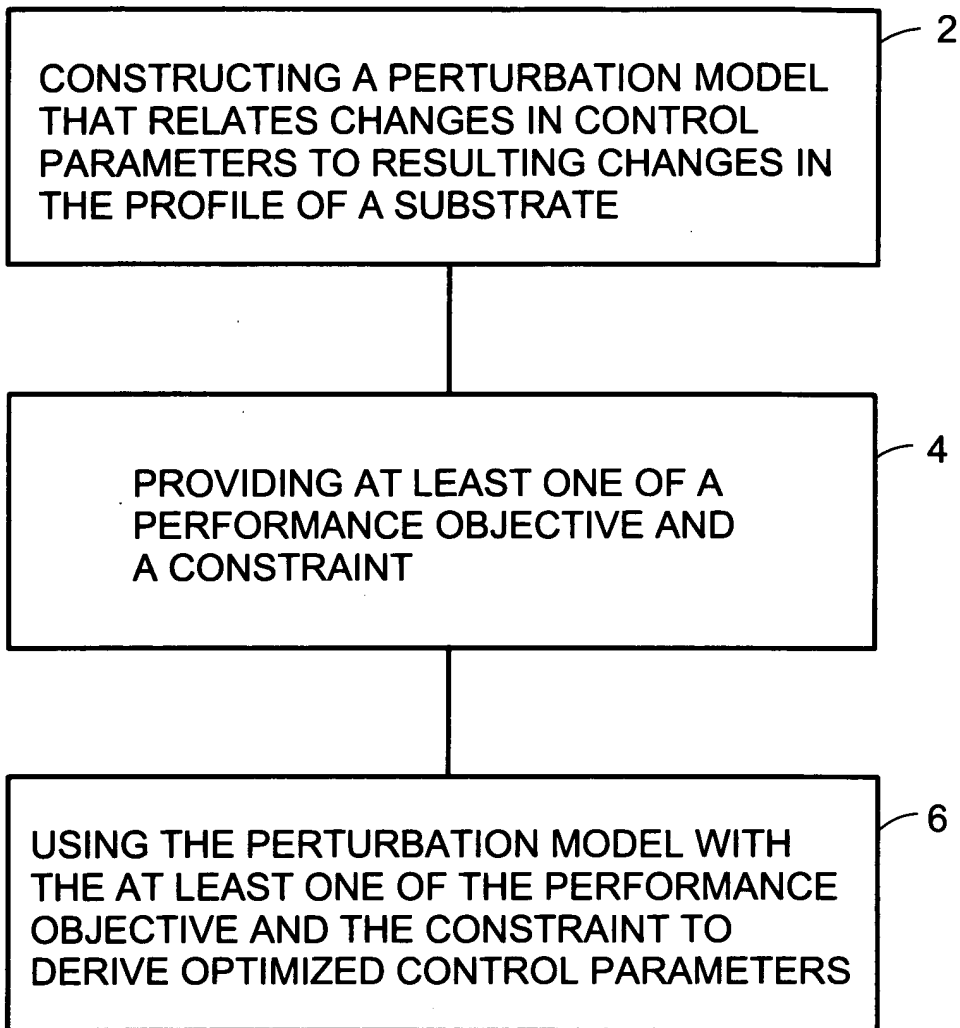 2
CONSTRUCTING A PERTURBATION MODEL
THAT RELATES CHANGES IN CONTROL
PARAMETERS TO RESULTING CHANGES IN
THE PROFILE OF A SUBSTRATE
4
PROVIDING AT LEAST ONE OF A
PERFORMANCE OBJECTIVE AND
A CONSTRAINT
6
USING THE PERTURBATION MODEL WITH
THE AT LEAST ONE OF THE PERFORMANCE
OBJECTIVE AND THE CONSTRAINT TO
DERIVE OPTIMIZED CONTROL PARAMETERS